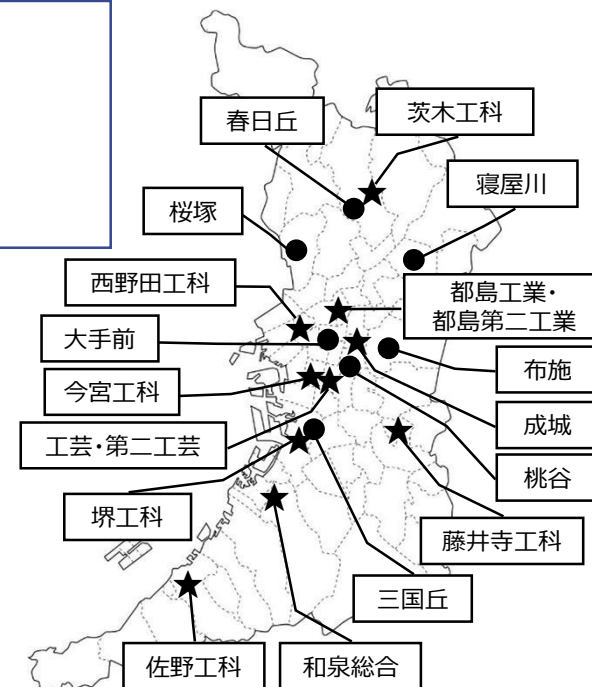 春日丘
茨木工科
寝屋川
桜塚
西野田工科
都島工業・
都島第二工業
大手前
布施
今宮工科
成城
工芸・第二工芸
桃谷
堺工科
藤井寺工科
三国丘
佐野工科
和泉総合